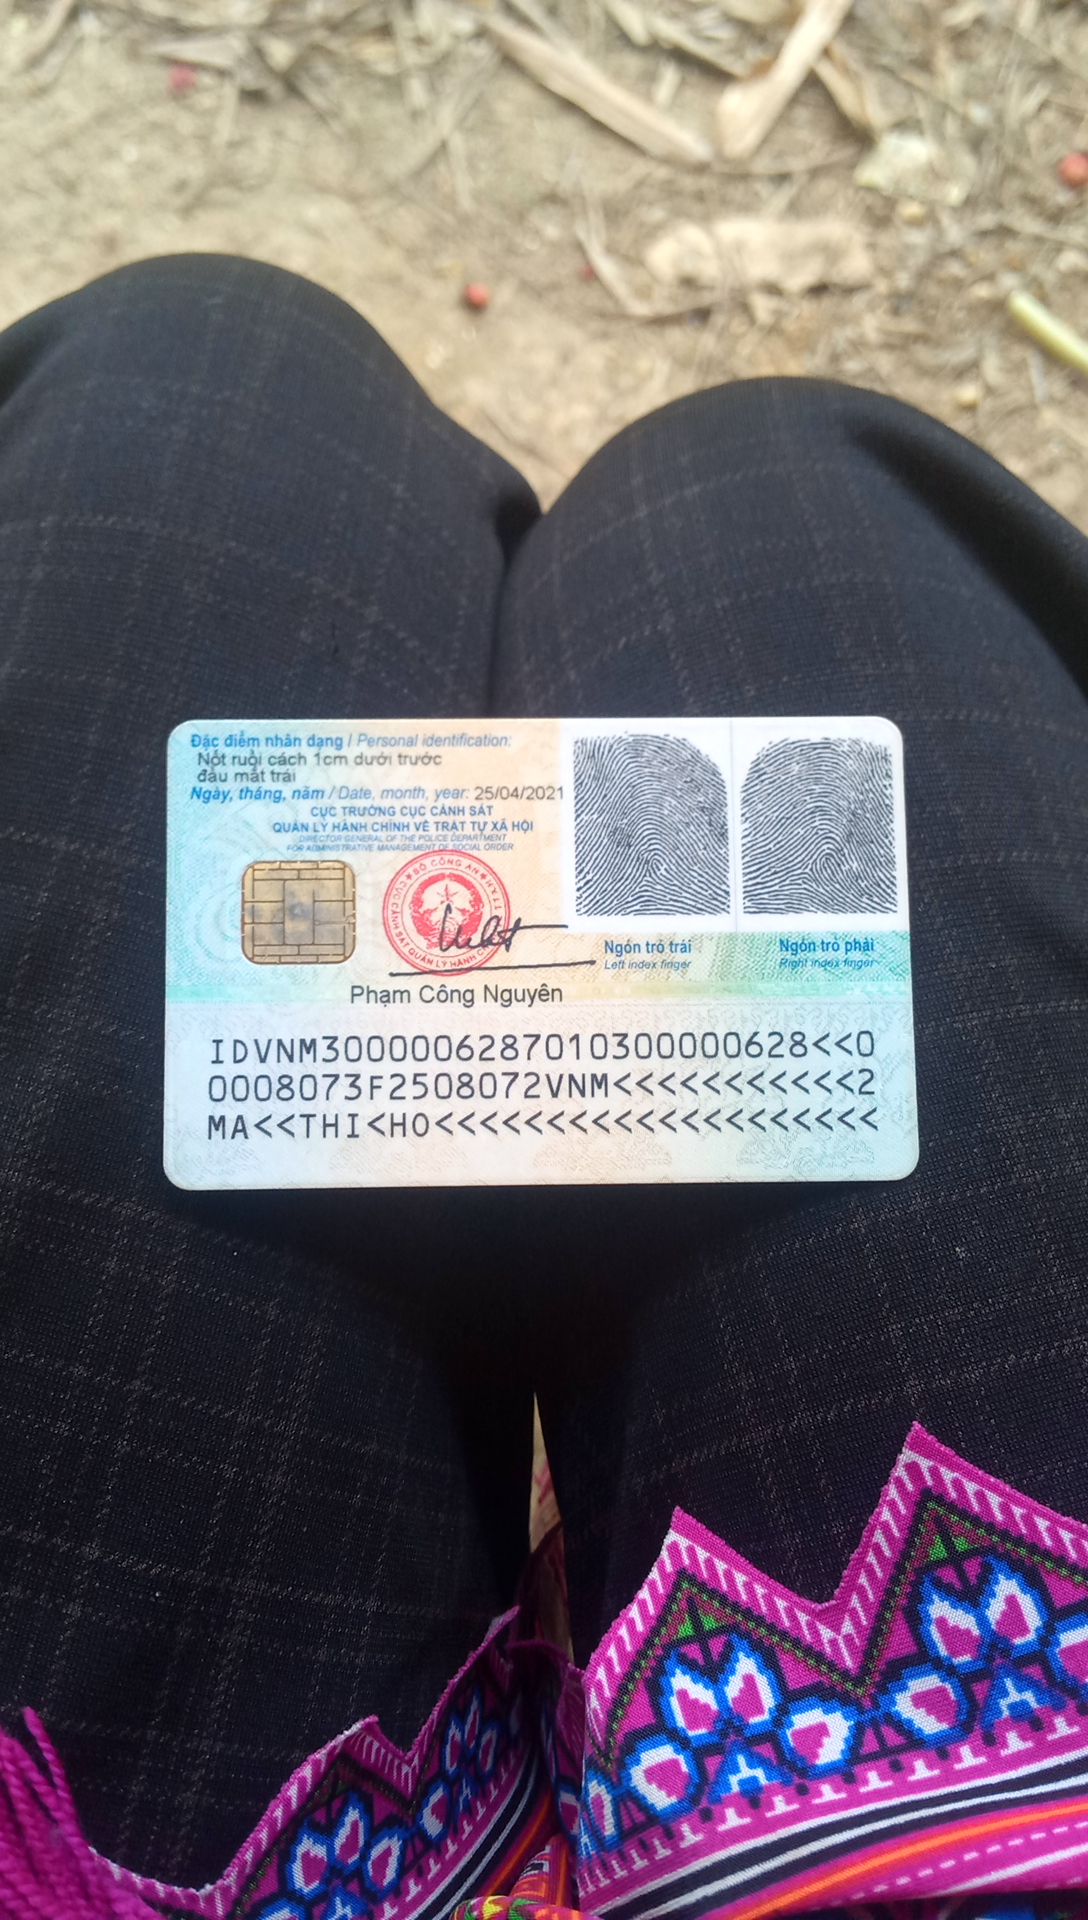 Đặc điểm nhân dạng / Personal identification:
Nốt ruồi cách 1cm dưới trước
đầu mắt trái
Ngày, tháng, năm / Date, month, year: 25/04/2021
CỤC TRƯỞNG CỤC CẢNH SÁT
QUẢN LÝ HÀNH CHÍNH VỀ TRẬT TỰ XÃ HỘI
DIRECTOR GENERAL OF THE POLICE DEPARTMENT
FOR ADMINISTRATIVE MANAGEMENT OF SOCIAL ORDER
BỘ CÔNG AN
CỤC CẢNH SÁT QUẢN LÝ HÀNH
Ngón trỏ trái
Left index finger
Ngón trỏ phải
Right index finger
Phạm Công Nguyên
IDVNM3000006287010300000628<<0
0008073F2508072VNM<<<<<<<<<<<2
MA<<THI<HO<<<<<<<<<<<<<<<<<<<<